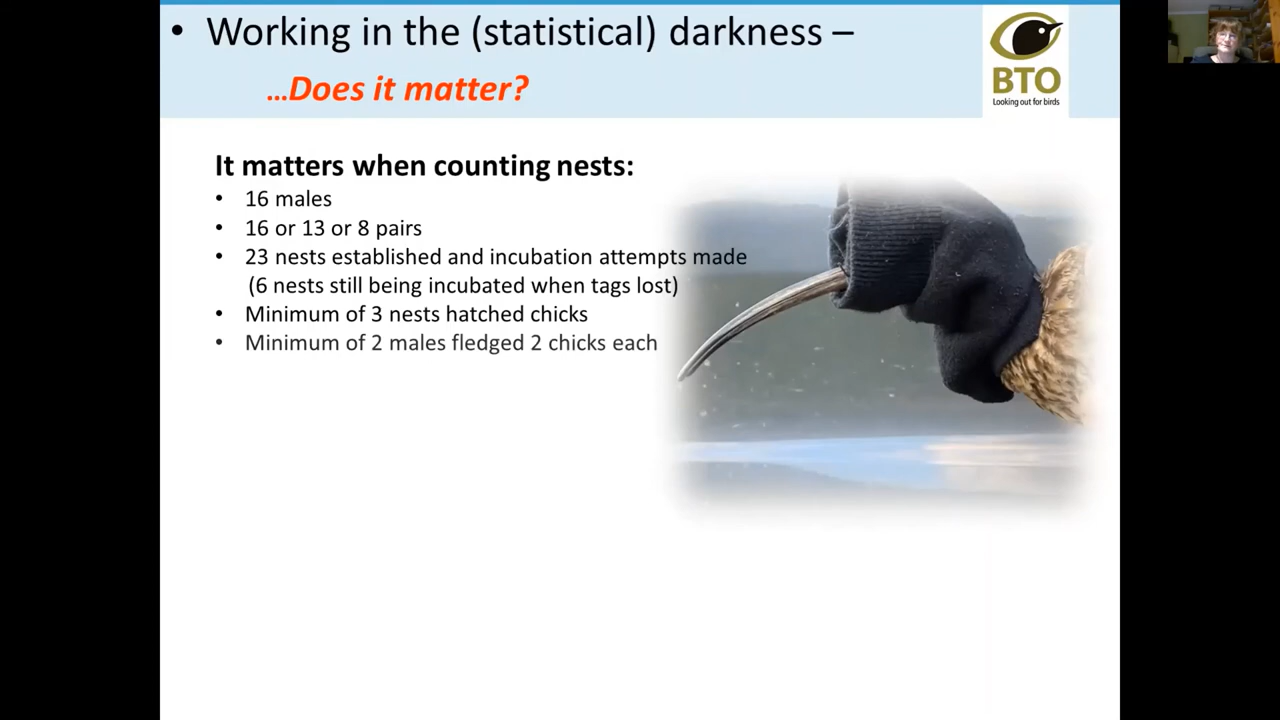 • Working in the (statistical) darkness –
…Does it matter?
BTO
Looking out for birds
It matters when counting nests:
• 16 males
• 16 or 13 or 8 pairs
• 23 nests established and incubation attempts made
(6 nests still being incubated when tags lost)
• Minimum of 3 nests hatched chicks
• Minimum of 2 males fledged 2 chicks each